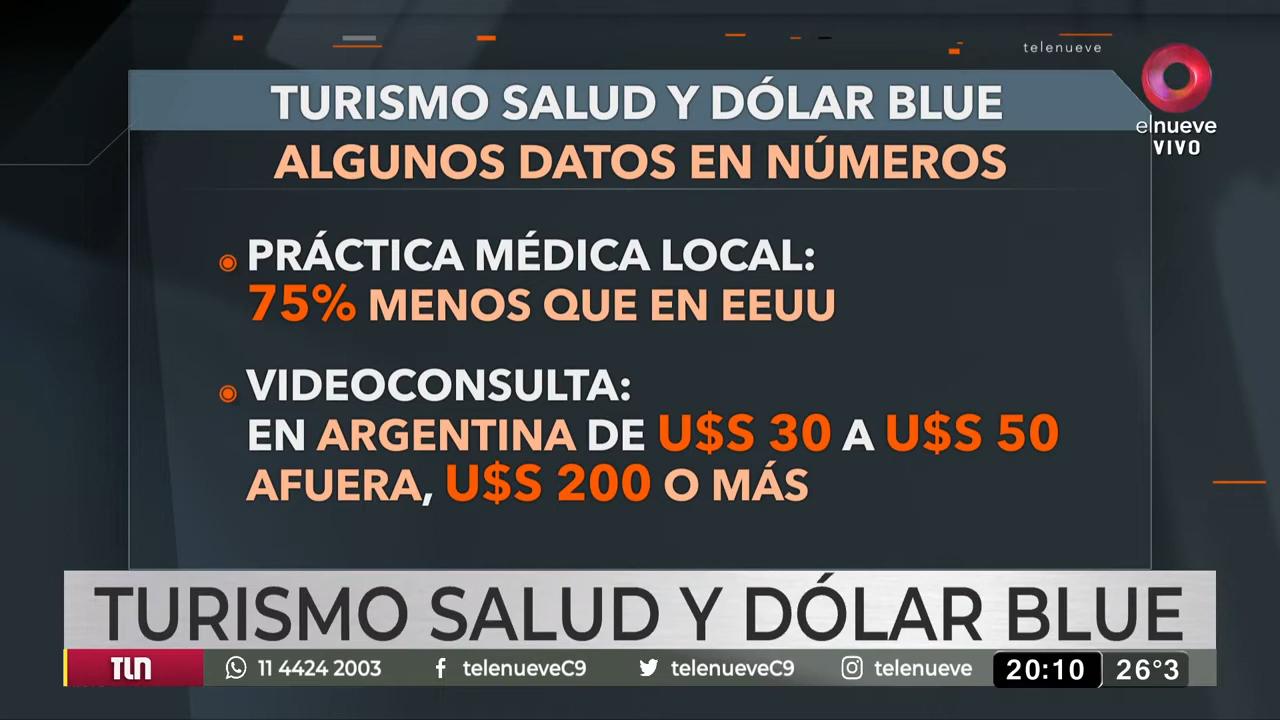 telenueve
TURISMO SALUD Y DÓLAR BLUE
elnueve
VIVO
ALGUNOS DATOS EN NÚMEROS
PRÁCTICA MÉDICA LOCAL:
75% MENOS QUE EN EEUU
VIDEOCONSULTA:
EN ARGENTINA DE U$S 30 A U$S 50
AFUERA, U$S 200 O MÁS
TURISMO SALUD Y DÓLAR BLUE
TLN 11 4424 2003 telenueveC9 telenueveC9 telenueve 20:10 26°3